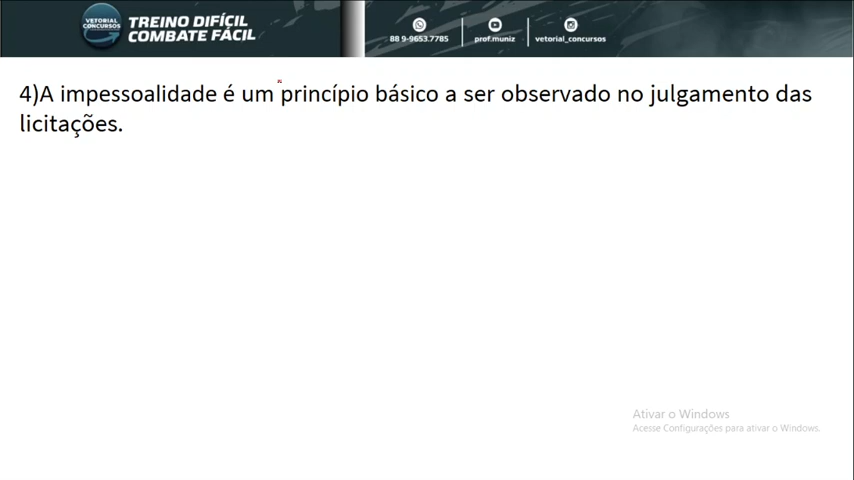 VETORIAL
CONCURSOS
TREINO DIFÍCIL
COMBATE FÁCIL
88 9-9653.7785
prof.muniz
vetorial_concursos
4)A impessoalidade é um princípio básico a ser observado no julgamento das
licitações.
Ativar o Windows
Acesse Configurações para ativar o Windows.